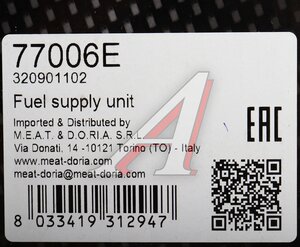 77006E
320901102
Fuel supply unit
Imported & Distributed by
M.E.A.T. & D.O.R.I.A. S.R.L.
Via Donati. 14 -10121 Torino (TO) - Italy
www.meat-doria.com
meat-doria@meat-doria.com
EAC
8 033419 312947